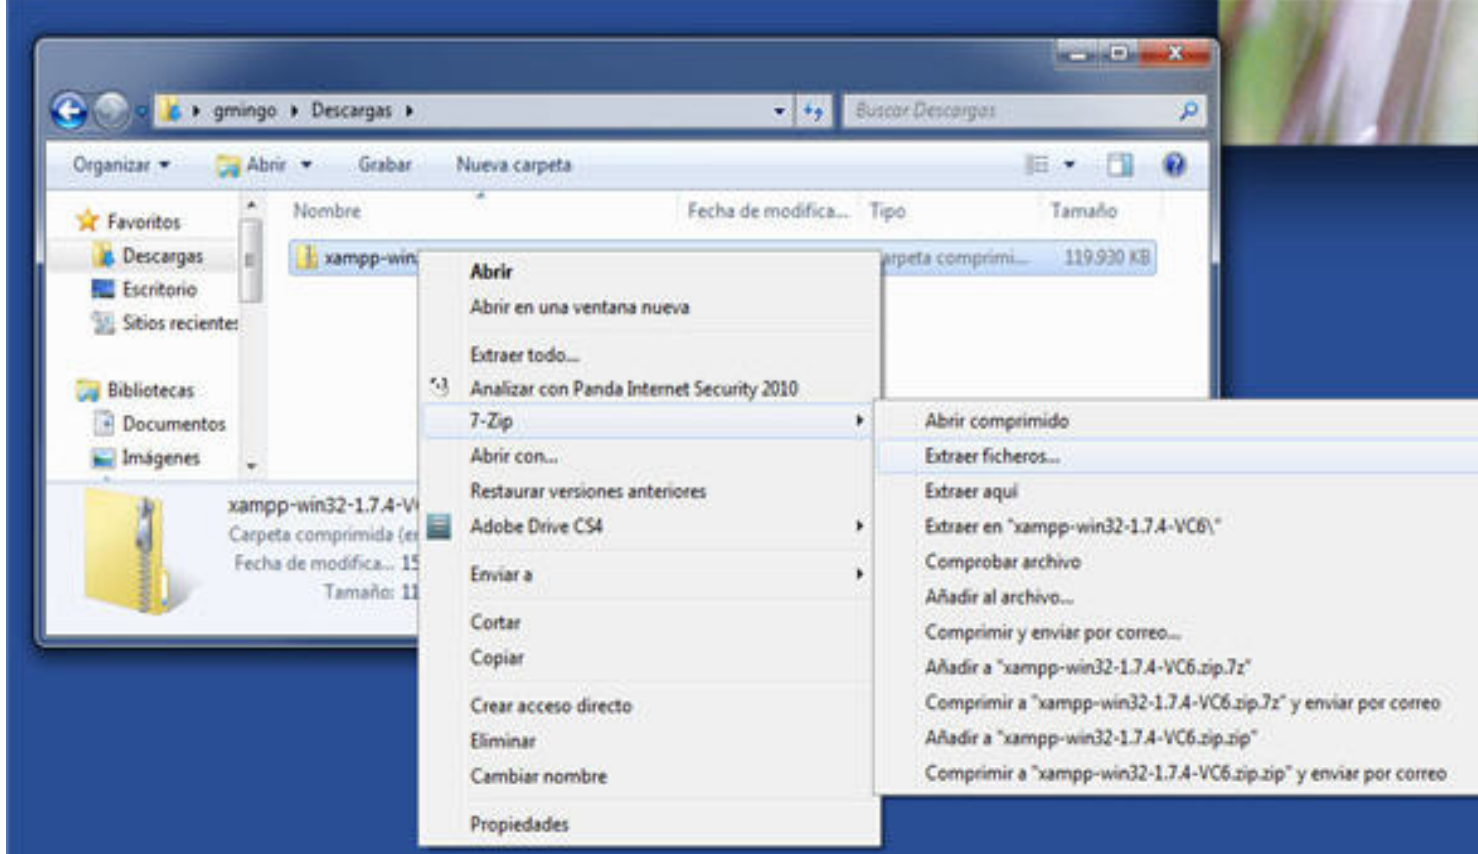 gmingo
Descargas
Buscar Descargas
Organizar
Abrir
Grabar
Nueva carpeta
Favoritos
Descargas
Escritorio
Sitios recientes
Bibliotecas
Documentos
Imágenes
Nombre
Fecha de modifica...
Tipo
Tamaño
xampp-win
arpeta comprimi...
119.930 KB
xampp-win32-1.7.4-V
Carpeta comprimida (e
Fecha de modifica... 15
Tamaño: 11
Abrir
Abrir en una ventana nueva
Extraer todo...
Analizar con Panda Internet Security 2010
7-Zip
Abrir con...
Restaurar versiones anteriores
Adobe Drive CS4
Enviar a
Cortar
Copiar
Crear acceso directo
Eliminar
Cambiar nombre
Propiedades
Abrir comprimido
Extraer ficheros...
Extraer aquí
Extraer en "xampp-win32-1.7.4-VC6\"
Comprobar archivo
Añadir al archivo...
Comprimir y enviar por correo...
Añadir a "xampp-win32-1.7.4-VC6.zip.7z"
Comprimir a "xampp-win32-1.7.4-VC6.zip.7z" y enviar por correo
Añadir a "xampp-win32-1.7.4-VC6.zip.zip"
Comprimir a "xampp-win32-1.7.4-VC6.zip.zip" y enviar por correo